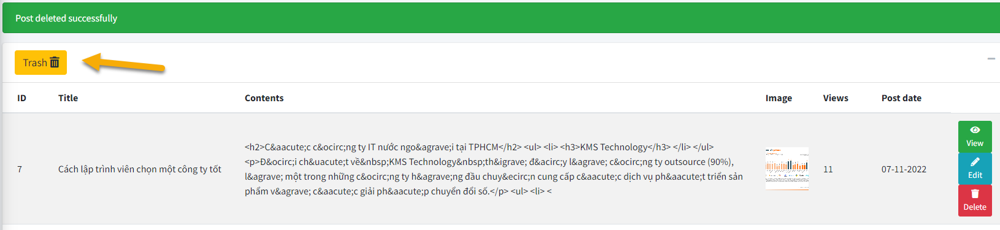 Post deleted successfully
Trash
ID Title Contents Image Views Post date
<h2>C&aacute;c c&ocirc;ng ty IT nước ngo&agrave;i tại TPHCM</h2> <ul> <li> <h3>KMS Technology</h3> </li> </ul>
<p>Đ&ocirc;i ch&uacute;t về&nbsp;KMS Technology&nbsp;th&igrave; đ&acirc;y l&agrave; c&ocirc;ng ty outsource (90%),
7 Cách lập trình viên chọn một công ty tốt
l&agrave; một trong những c&ocirc;ng ty h&agrave;ng đầu chuy&ecirc;n cung cấp c&aacute;c dịch vụ ph&aacute;t triển sản
phẩm v&agrave; c&aacute;c giải ph&aacute;p chuyển đổi số.</p> <ul> <li> <
11 07-11-2022
View
Edit
Delete